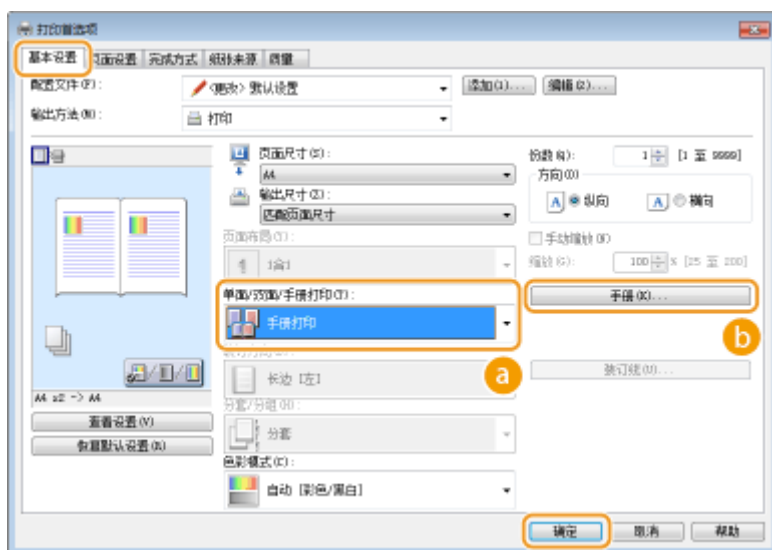 打印首选项
基本设置 页面设置 完成方式 纸张来源 质量
配置文件(F): <更改> 默认设置 添加(1)... 编辑(2)...
输出方法(M): 打印
页面尺寸(S): 份数(Q): 1 [1 至 9999]
A4 方向(O)
输出尺寸(Z): A 纵向 A 横向
匹配页面尺寸
页面布局(T): 手动缩放(W)
1合1 缩放(G): 100 % [25 至 200]
单面/双面/手册打印(T): 手册(K)...
手册打印 b
a
长边 [左] 装订线(U)...
A4 x2 -> A4 分套/分组(H):
查看设置(V) 分套
恢复默认设置(R)
色彩模式(C):
自动 [彩色/黑白]
确定 取消 帮助